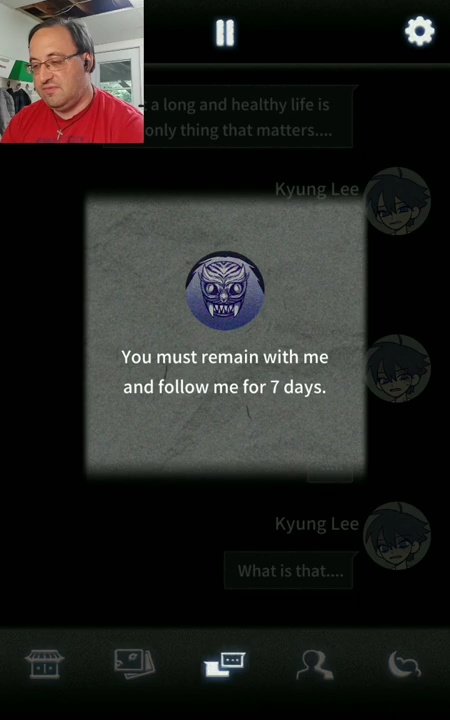 a long and healthy life is
only thing that matters....
Kyung Lee
You must remain with me
and follow me for 7 days.
Kyung Lee
What is that....